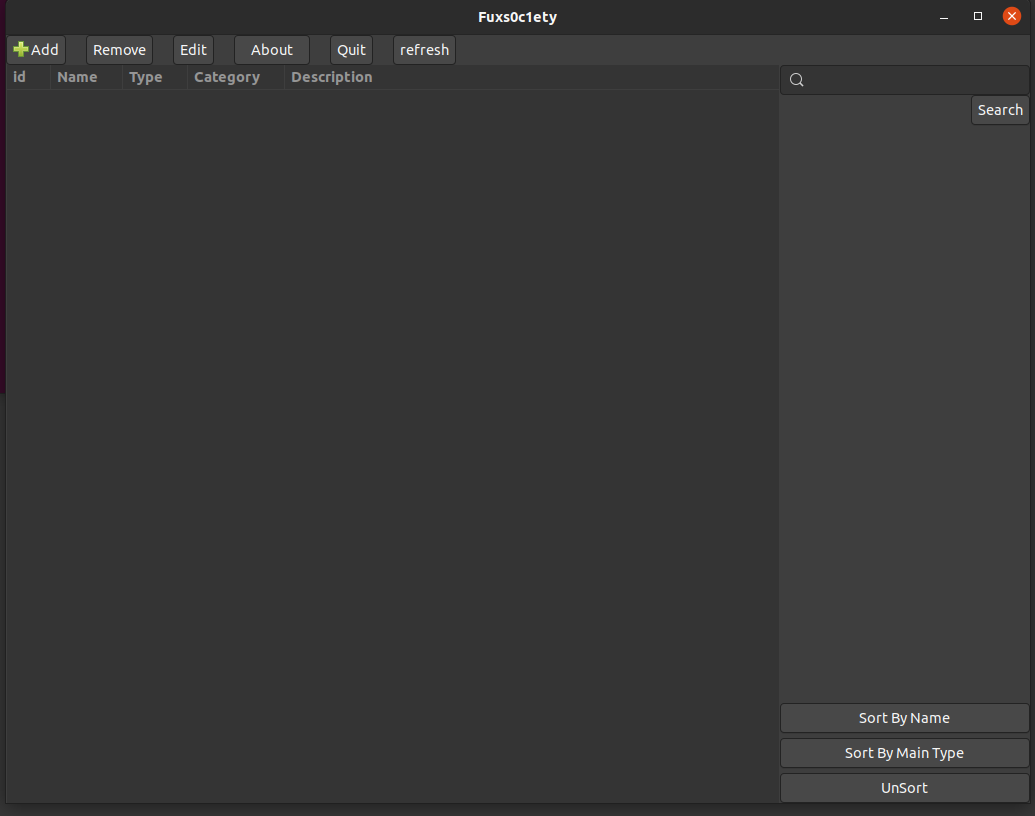 Fuxs0c1ety
Add Remove Edit About Quit refresh
id Name Type Category Description
Search
Sort By Name
Sort By Main Type
UnSort